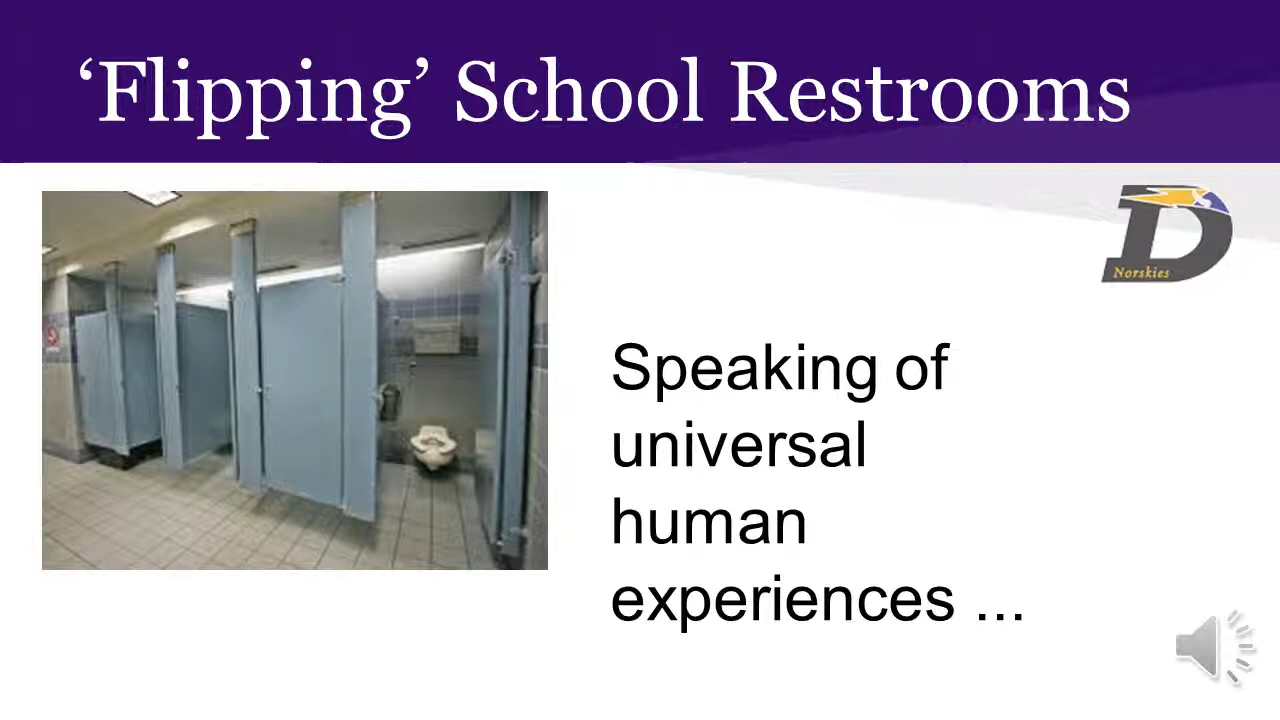 ‘Flipping’ School Restrooms
Norskies
Speaking of
universal
human
experiences ...